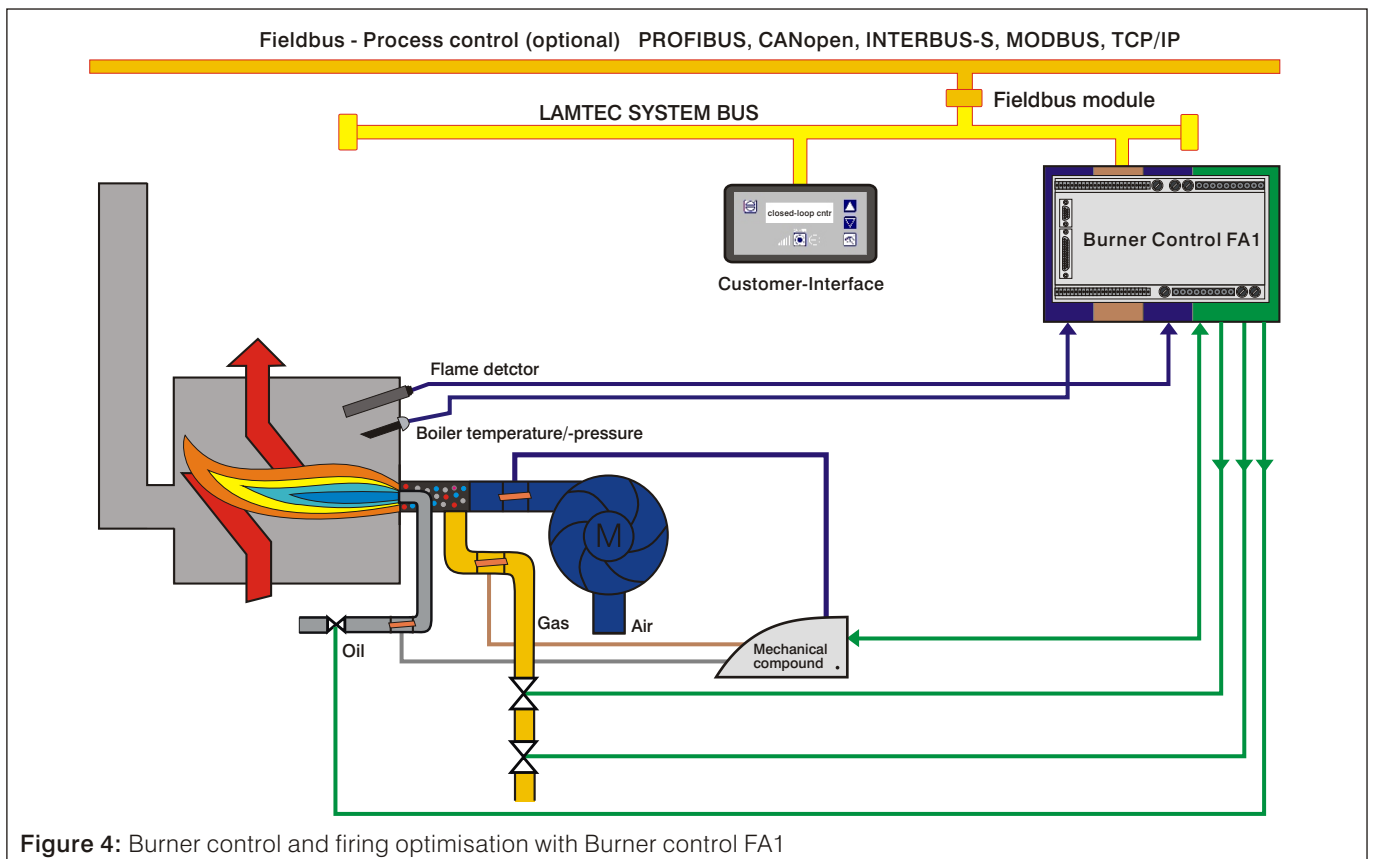 Fieldbus - Process control (optional) PROFIBUS, CANopen, INTERBUS-S, MODBUS, TCP/IP
Fieldbus module
LAMTEC SYSTEM BUS
closed-loop cntr
Burner Control FA1
Customer-Interface
Flame detctor
Boiler temperature/-pressure
M
Gas
Air
Oil
Mechanical
compound
Figure 4: Burner control and firing optimisation with Burner control FA1